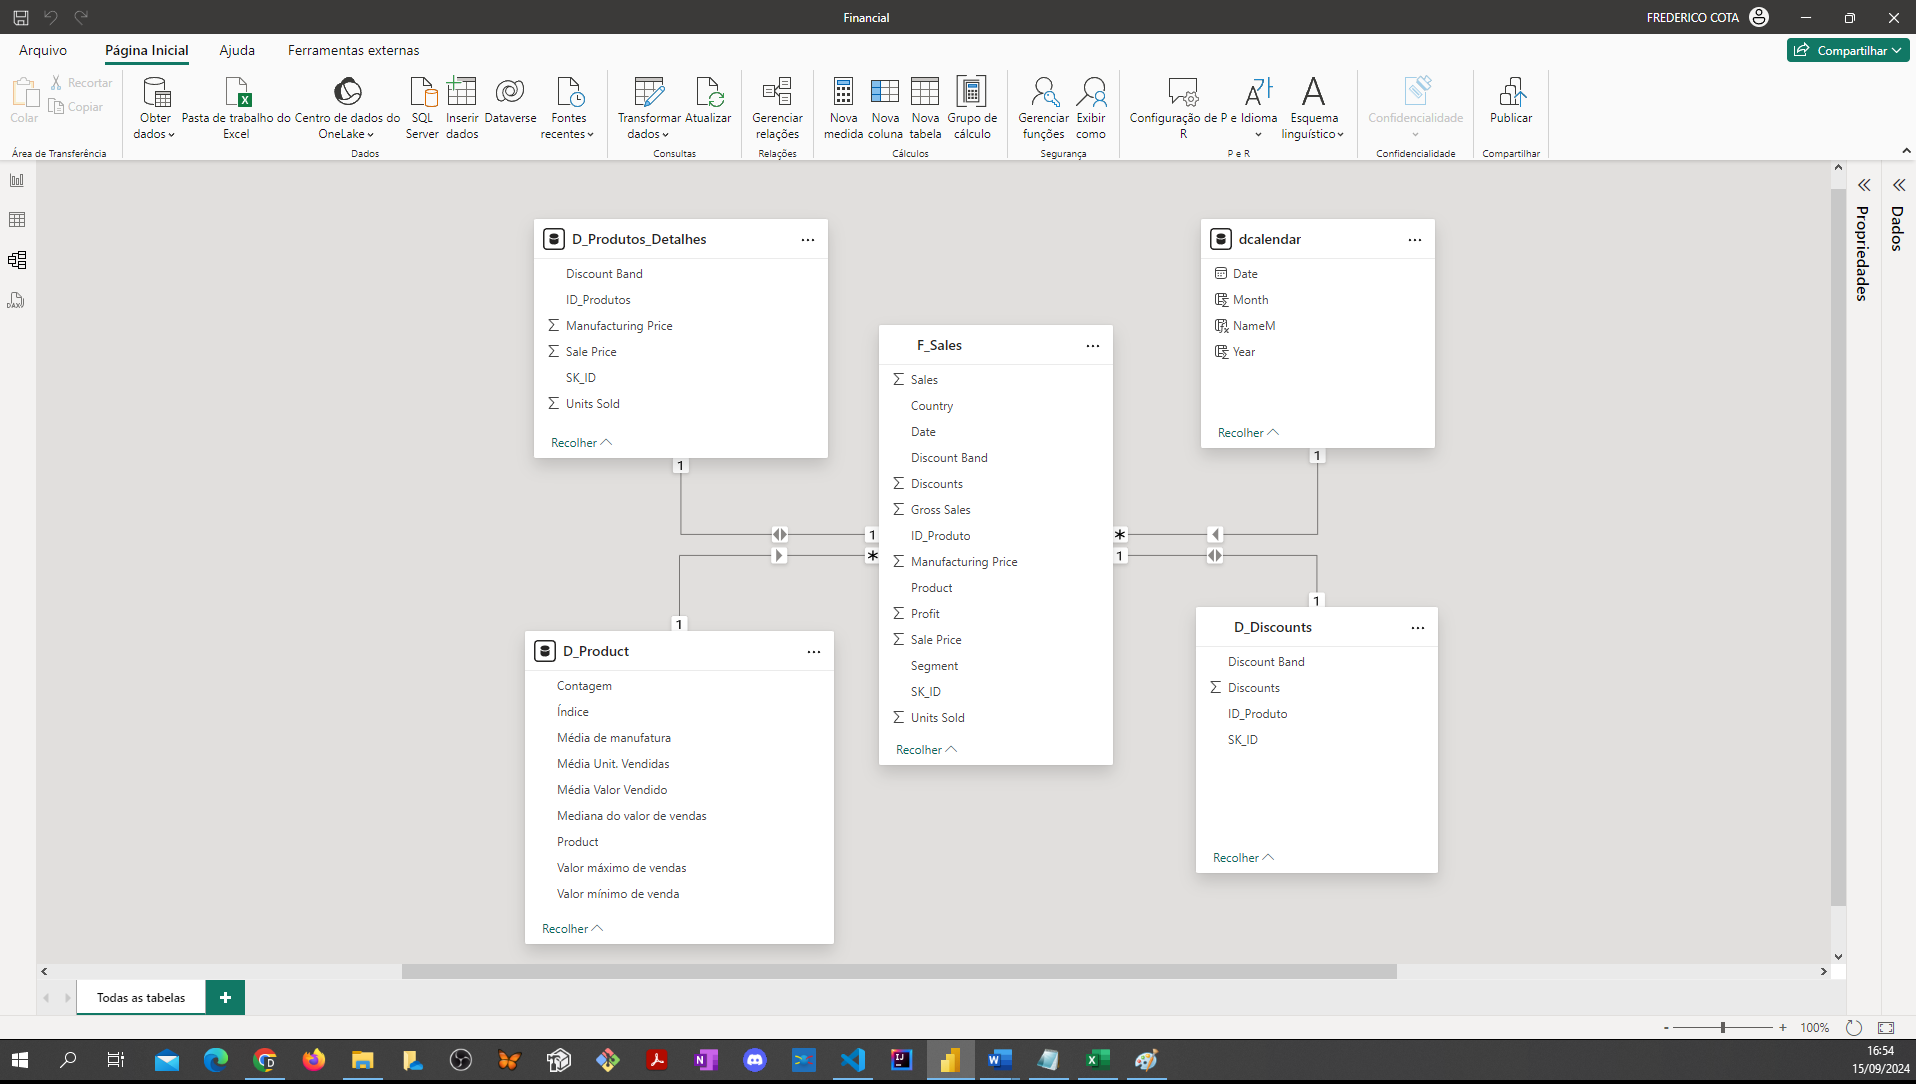 Financial
FREDERICO COTA
Arquivo
Página Inicial
Ajuda
Ferramentas externas
Compartilhar
Colar
Recortar
Copiar
Obter dados
Pasta de trabalho do Excel
Centro de dados do OneLake
SQL Server
Inserir dados
Dataverse
Fontes recentes
Transformar dados
Atualizar
Gerenciar relações
Nova medida
Nova coluna
Nova tabela
Grupo de cálculo
Gerenciar funções
Exibir como
Configuração de P e R
Idioma
Esquema linguístico
Confidencialidade
Publicar
Área de Transferência
Dados
Consultas
Relações
Cálculos
Segurança
P e R
Confidencialidade
Compartilhar
DAX
Propriedades
Dados
D_Produtos_Detalhes
Discount Band
ID_Produtos
Manufacturing Price
Sale Price
SK_ID
Units Sold
Recolher
1
1
dcalendar
Date
Month
NameM
Year
Recolher
1
*
F_Sales
Sales
Country
Date
Discount Band
Discounts
Gross Sales
ID_Produto
Manufacturing Price
Product
Profit
Sale Price
Segment
SK_ID
Units Sold
Recolher
*
1
1
1
D_Product
Contagem
Índice
Média de manufatura
Média Unit. Vendidas
Média Valor Vendido
Mediana do valor de vendas
Product
Valor máximo de vendas
Valor mínimo de venda
Recolher
D_Discounts
Discount Band
Discounts
ID_Produto
SK_ID
Recolher
Todas as tabelas
+
- + 100%
16:54
15/09/2024